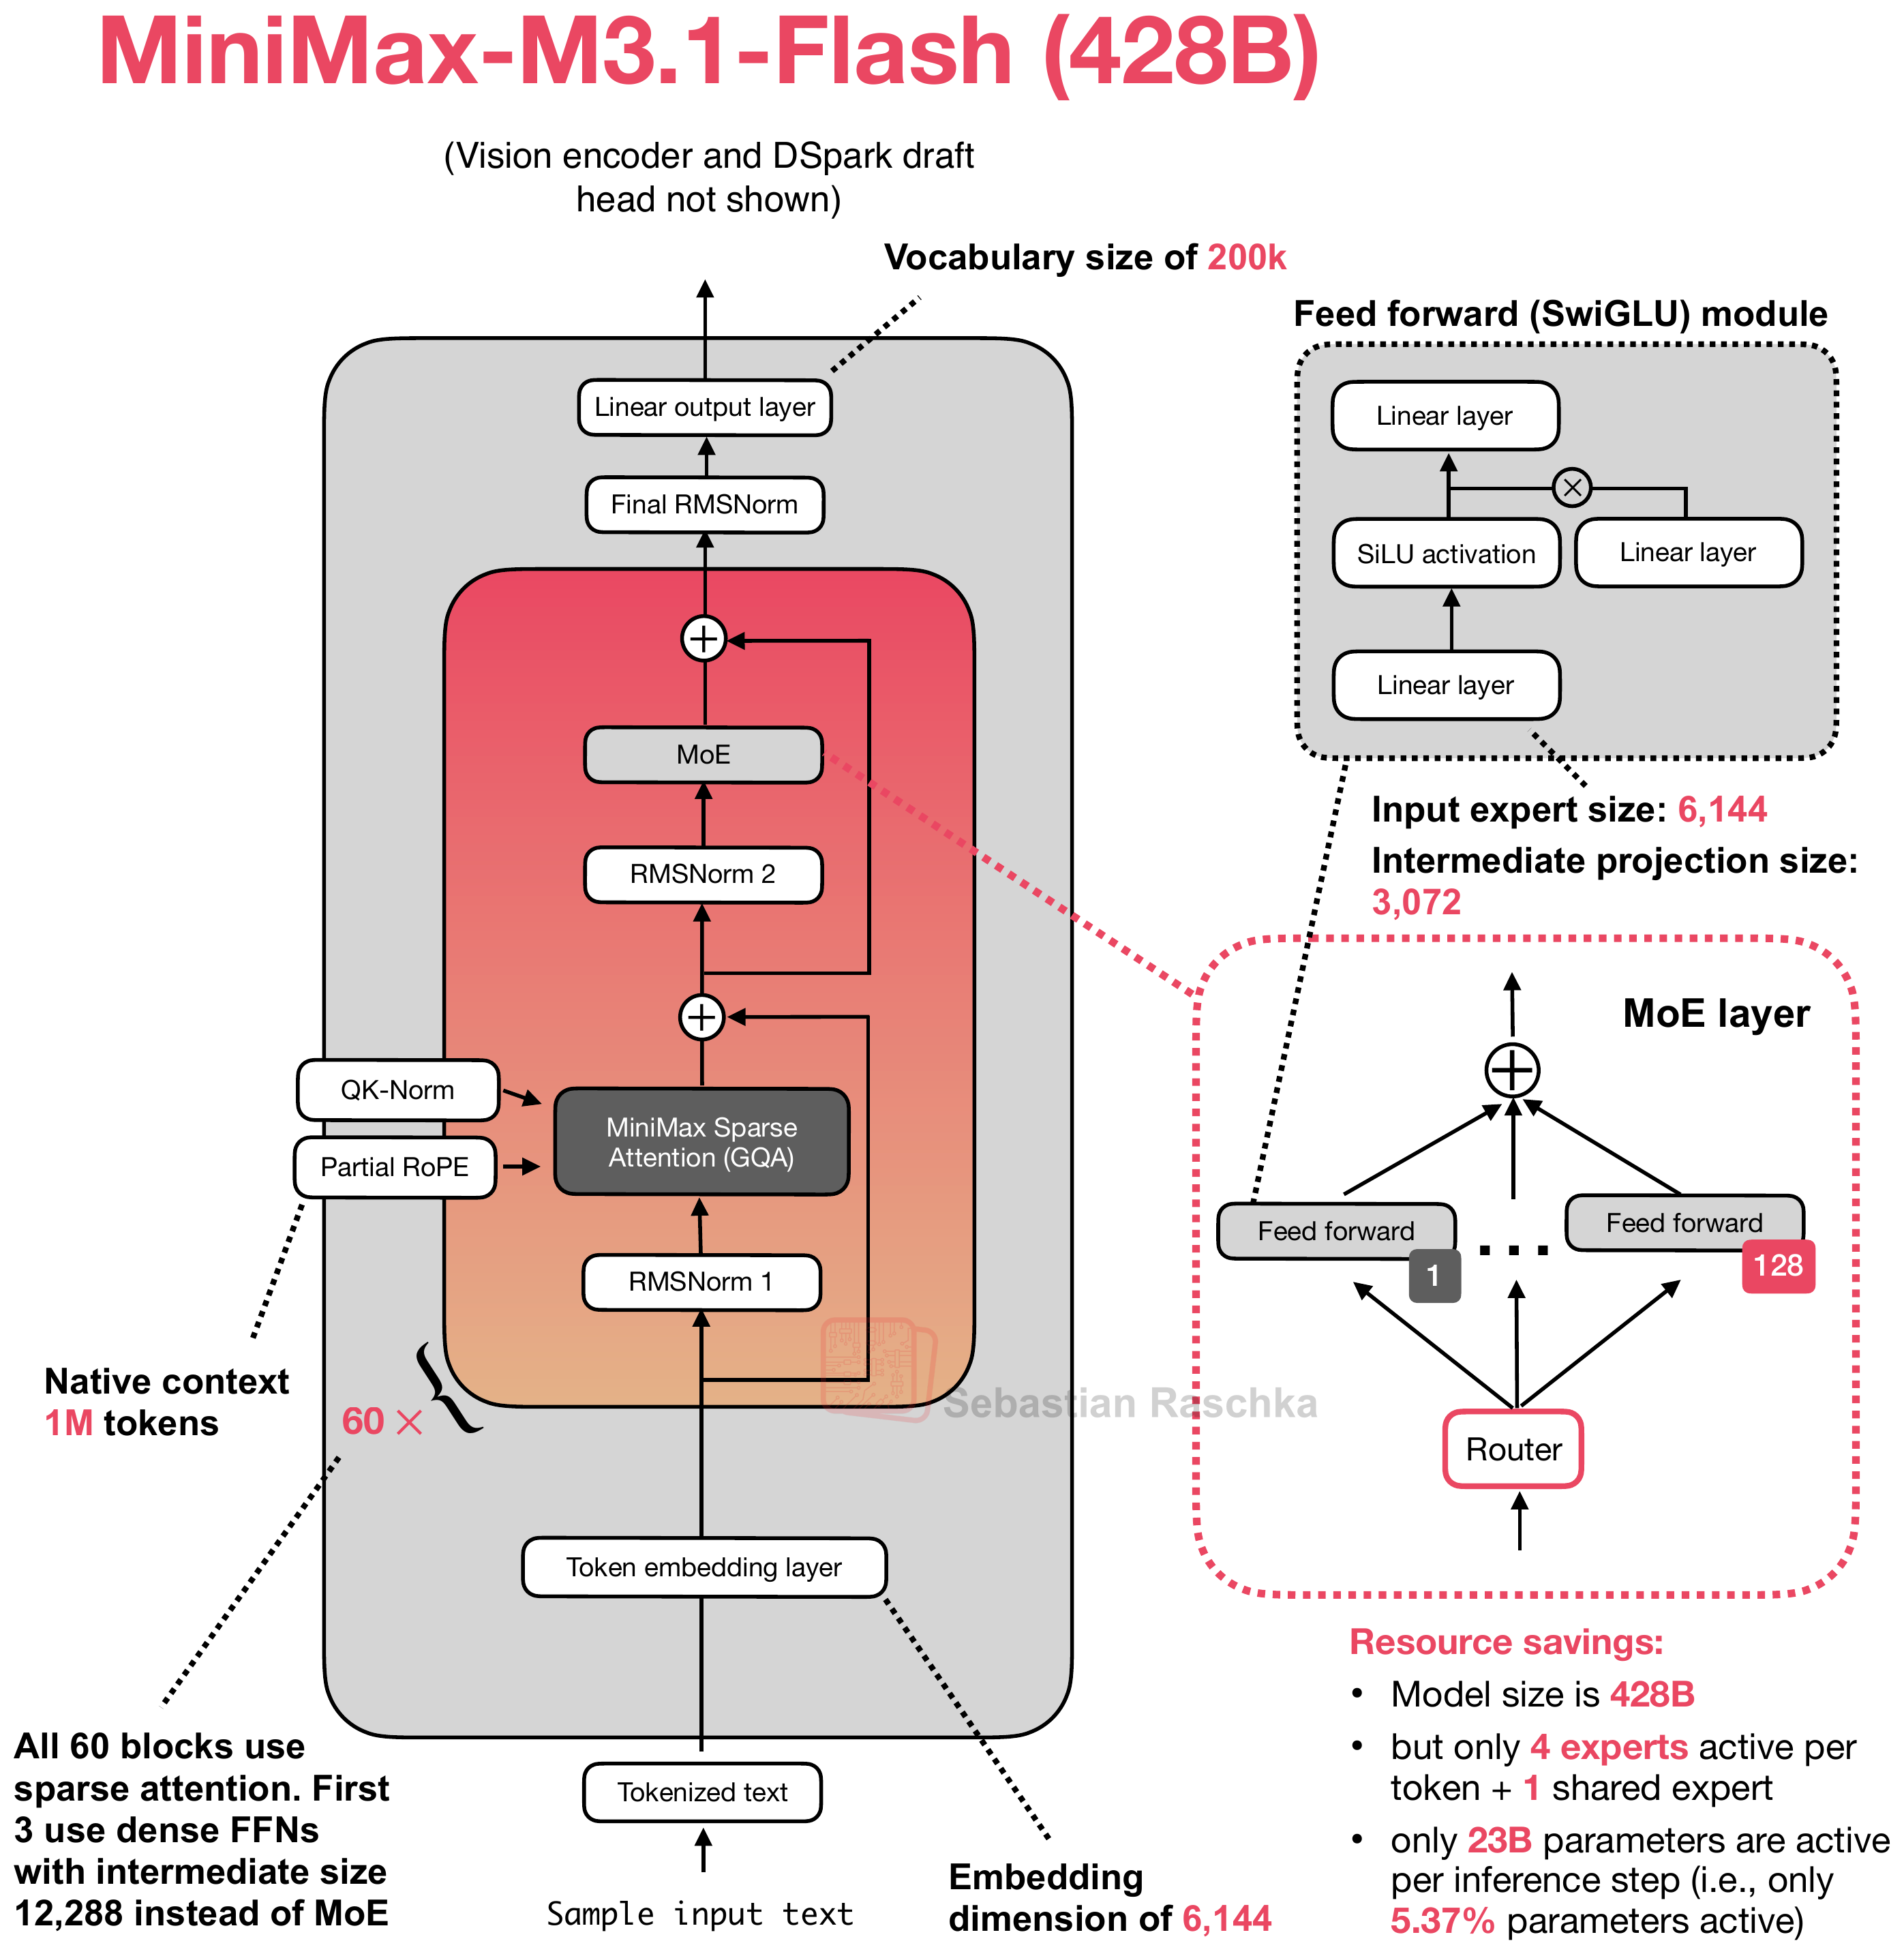 MiniMax-M3.1-Flash (428B)
(Vision encoder and DSpark draft
head not shown)
Vocabulary size of 200k
Linear output layer
Final RMSNorm
MoE
RMSNorm 2
QK-Norm
Partial RoPE
MiniMax Sparse
Attention (GQA)
RMSNorm 1
Native context
1M tokens
60 ×
Sebastian Raschka
Token embedding layer
All 60 blocks use
sparse attention. First
3 use dense FFNs
with intermediate size
12,288 instead of MoE
Tokenized text
Sample input text
Embedding
dimension of 6,144
Feed forward (SwiGLU) module
Linear layer
SiLU activation
Linear layer
Linear layer
Input expert size: 6,144
Intermediate projection size:
3,072
MoE layer
Feed forward
1
Feed forward
128
Router
Resource savings:
• Model size is 428B
• but only 4 experts active per
token + 1 shared expert
• only 23B parameters are active
per inference step (i.e., only
5.37% parameters active)